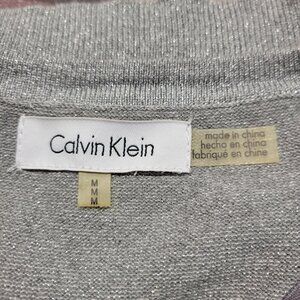 Calvin Klein
made in china
hecho en china
fabriqué en chine
M
M
M